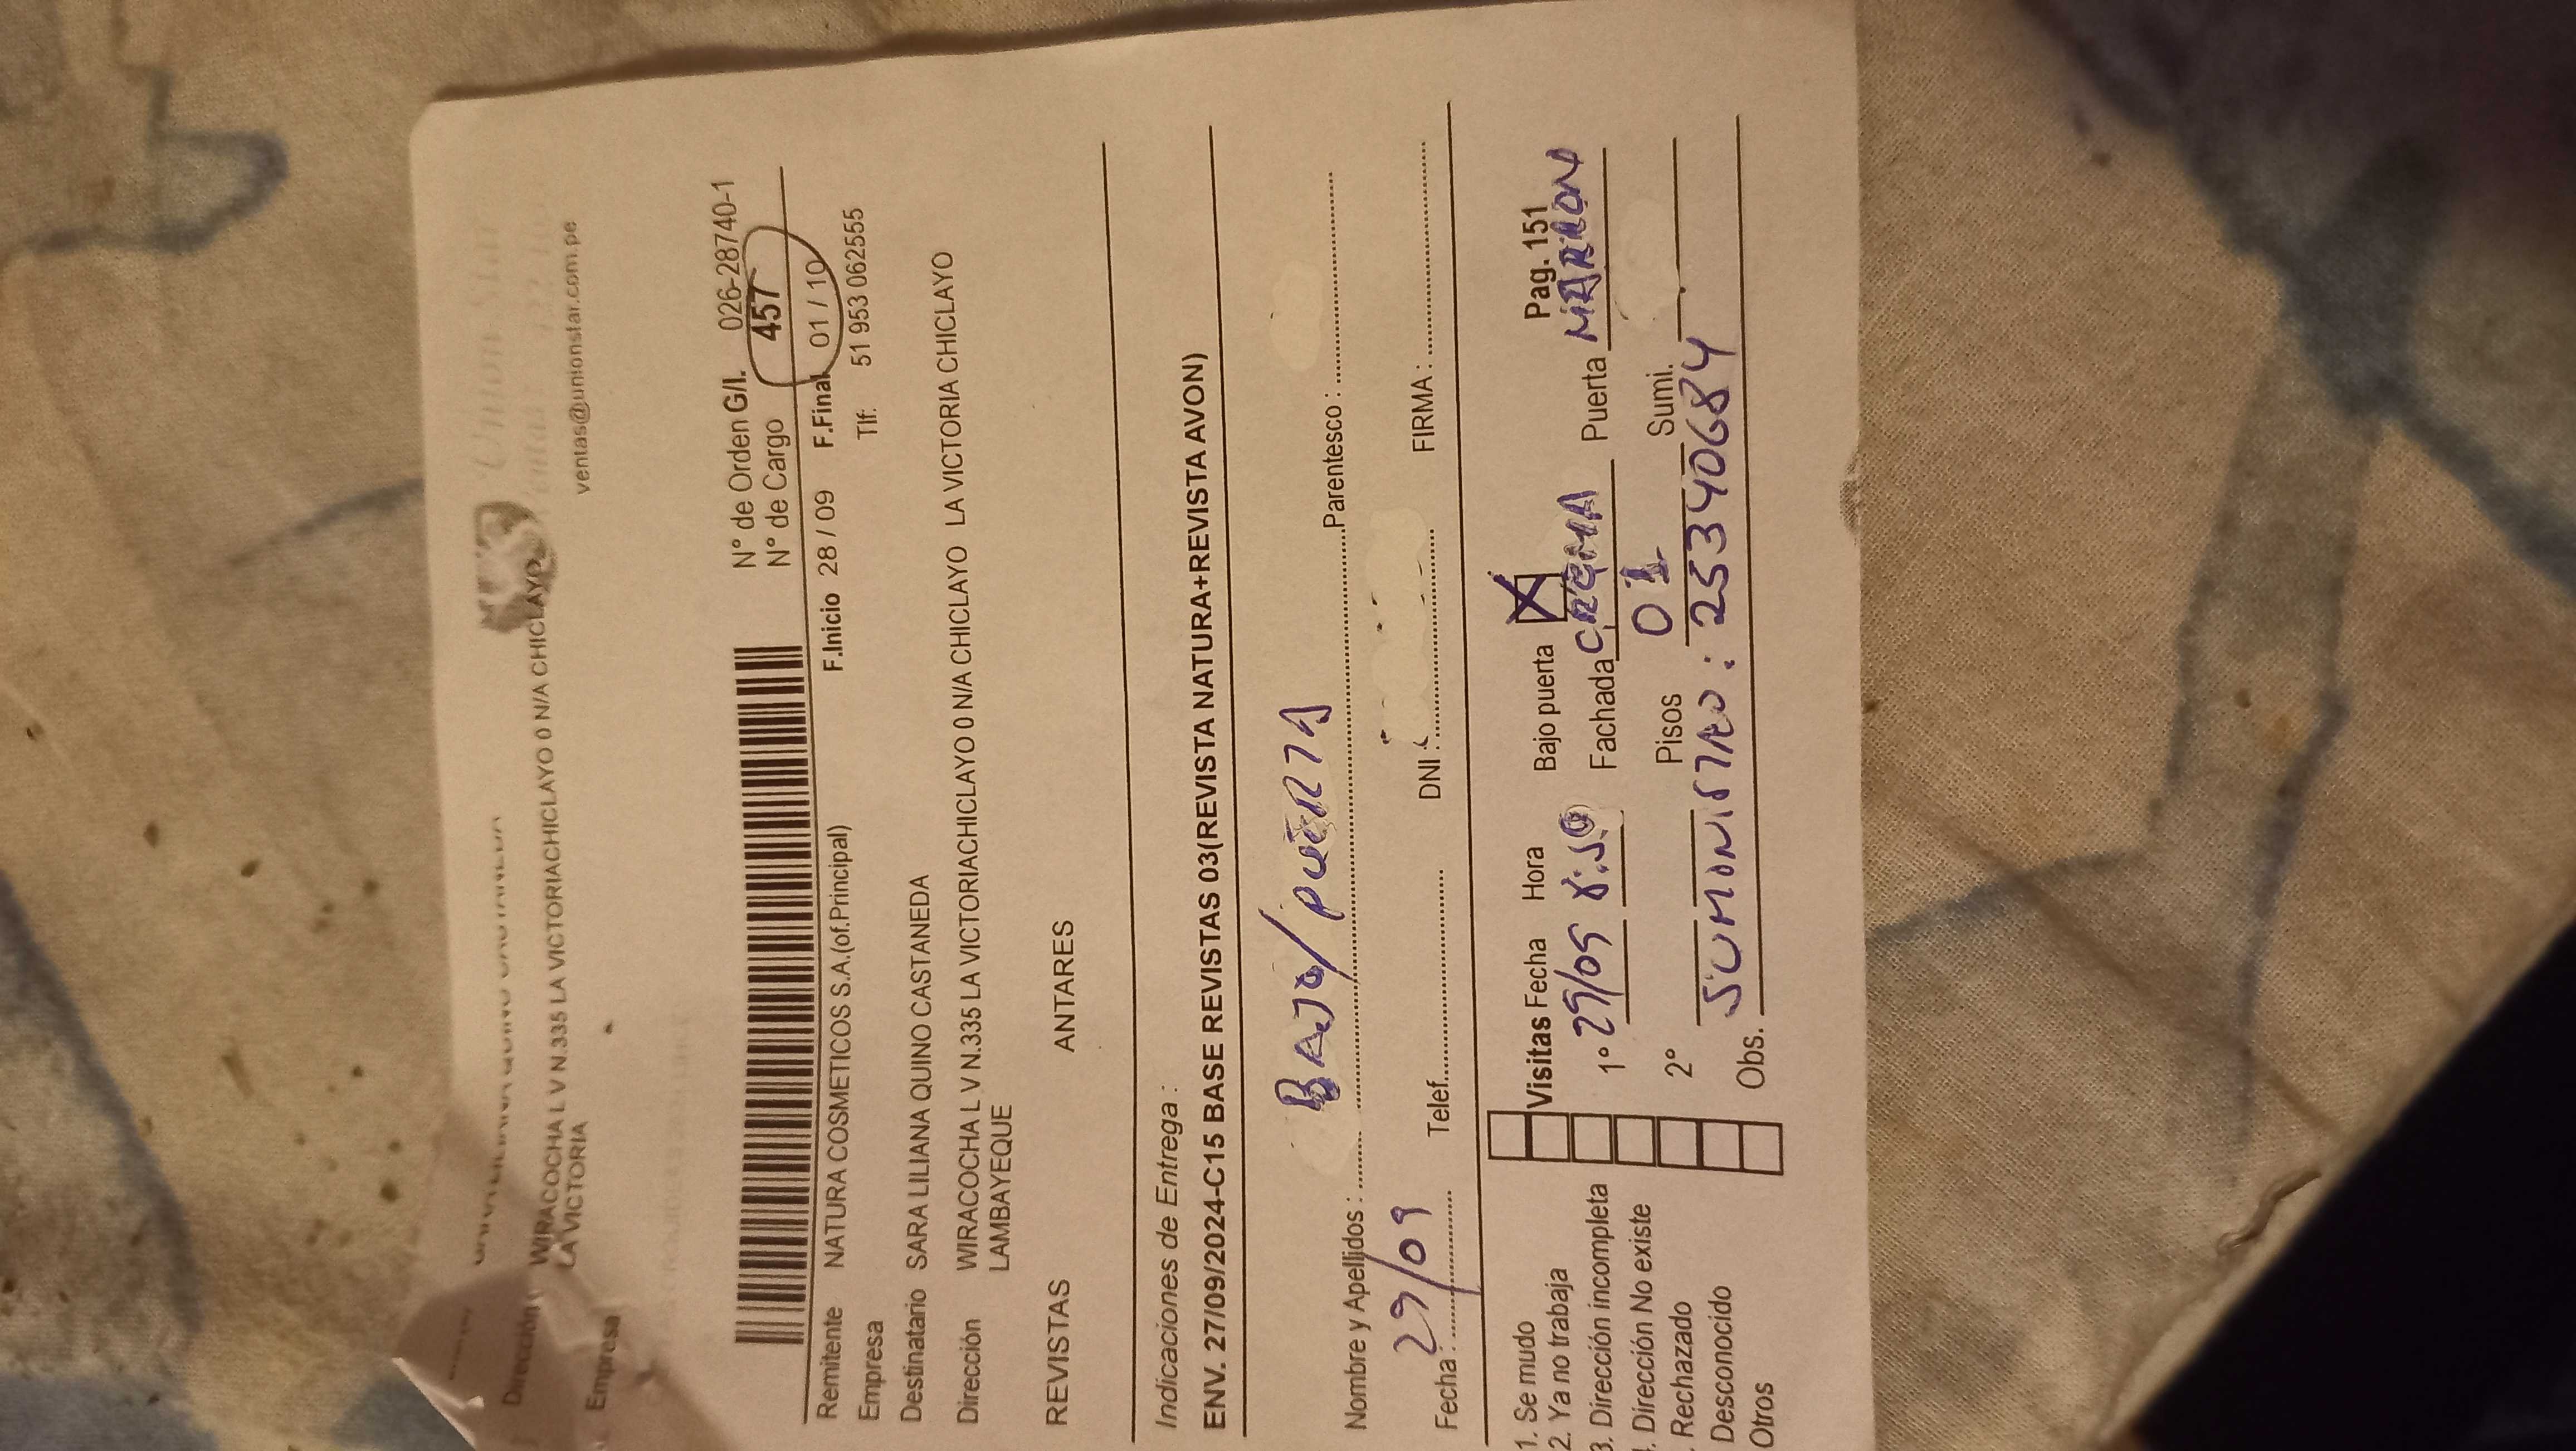 ventas@unionstar.com.pe
Dirección WIRACOCHA L V N.335 LA VICTORIACHICLAYO 0 N/A CHICLAYO
LA VICTORIA
Empresa
N° de Orden G/I. 026-28740-1
N° de Cargo 457
F.Inicio 28 / 09 F.Final 01 / 10
Remitente NATURA COSMETICOS S.A.(of.Principal)
Tlf: 51 953 062555
Empresa
Destinatario SARA LILIANA QUINO CASTANEDA
Dirección WIRACOCHA L V N.335 LA VICTORIACHICLAYO 0 N/A CHICLAYO LA VICTORIA CHICLAYO
LAMBAYEQUE
REVISTAS ANTARES
Indicaciones de Entrega :
ENV. 27/09/2024-C15 BASE REVISTAS 03(REVISTA NATURA+REVISTA AVON)
BAJO/PUERTA
Nombre y Apellidos : Parentesco :
Fecha : 29/09 Telef. DNI : FIRMA :
1. Se mudo
2. Ya no trabaja
3. Dirección incompleta
. Dirección No existe
. Rechazado
Desconocido
Otros
Visitas Fecha Hora Bajo puerta X Pag. 151
1° 29/09 8:50 Fachada CREMA Puerta MARRON
2° Pisos 01 Sumi.
Obs. SUMINISTRO : 25340684